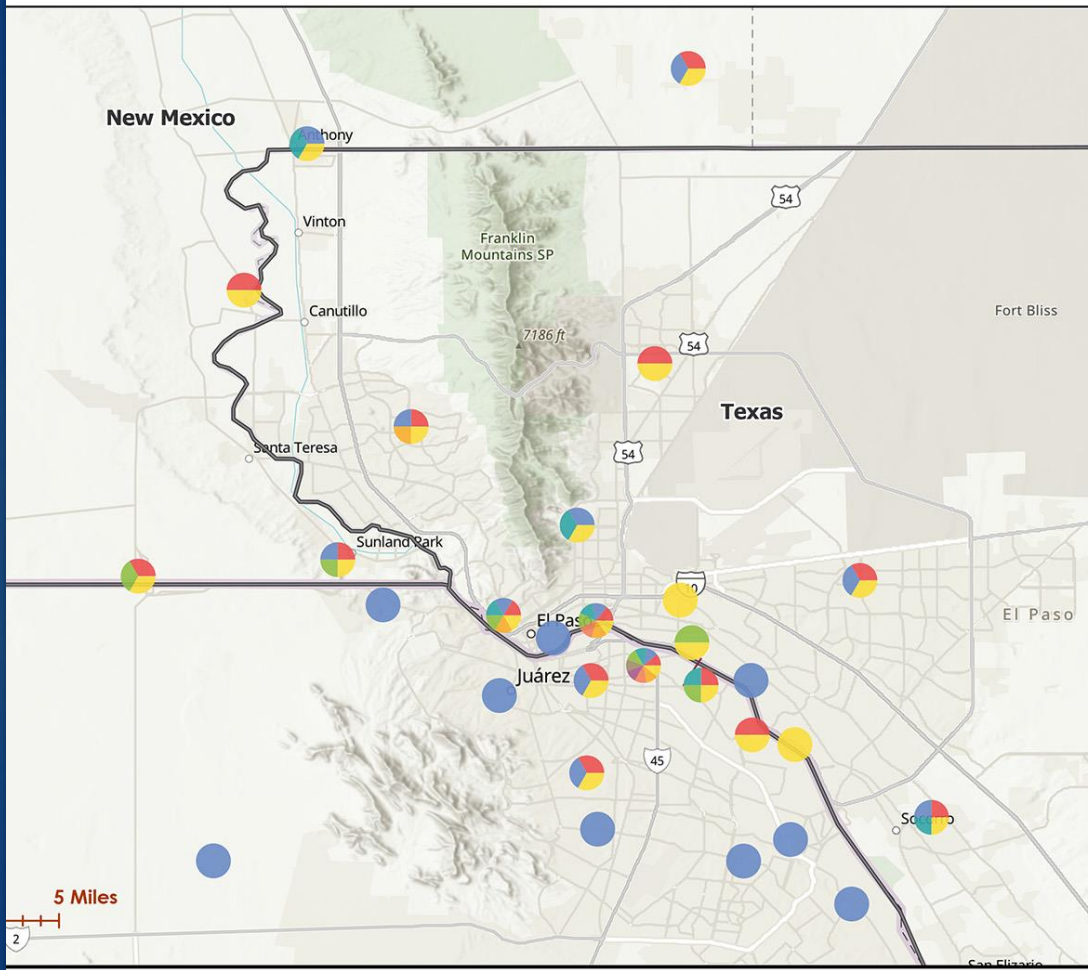 New Mexico
Anthony
54
Vinton
Franklin
Mountains SP
Canutillo
Fort Bliss
7186 ft
54
Texas
Santa Teresa
54
Sunland Park
10
El Paso
El Paso
Juárez
45
Socorro
5 Miles
2
San Elizario